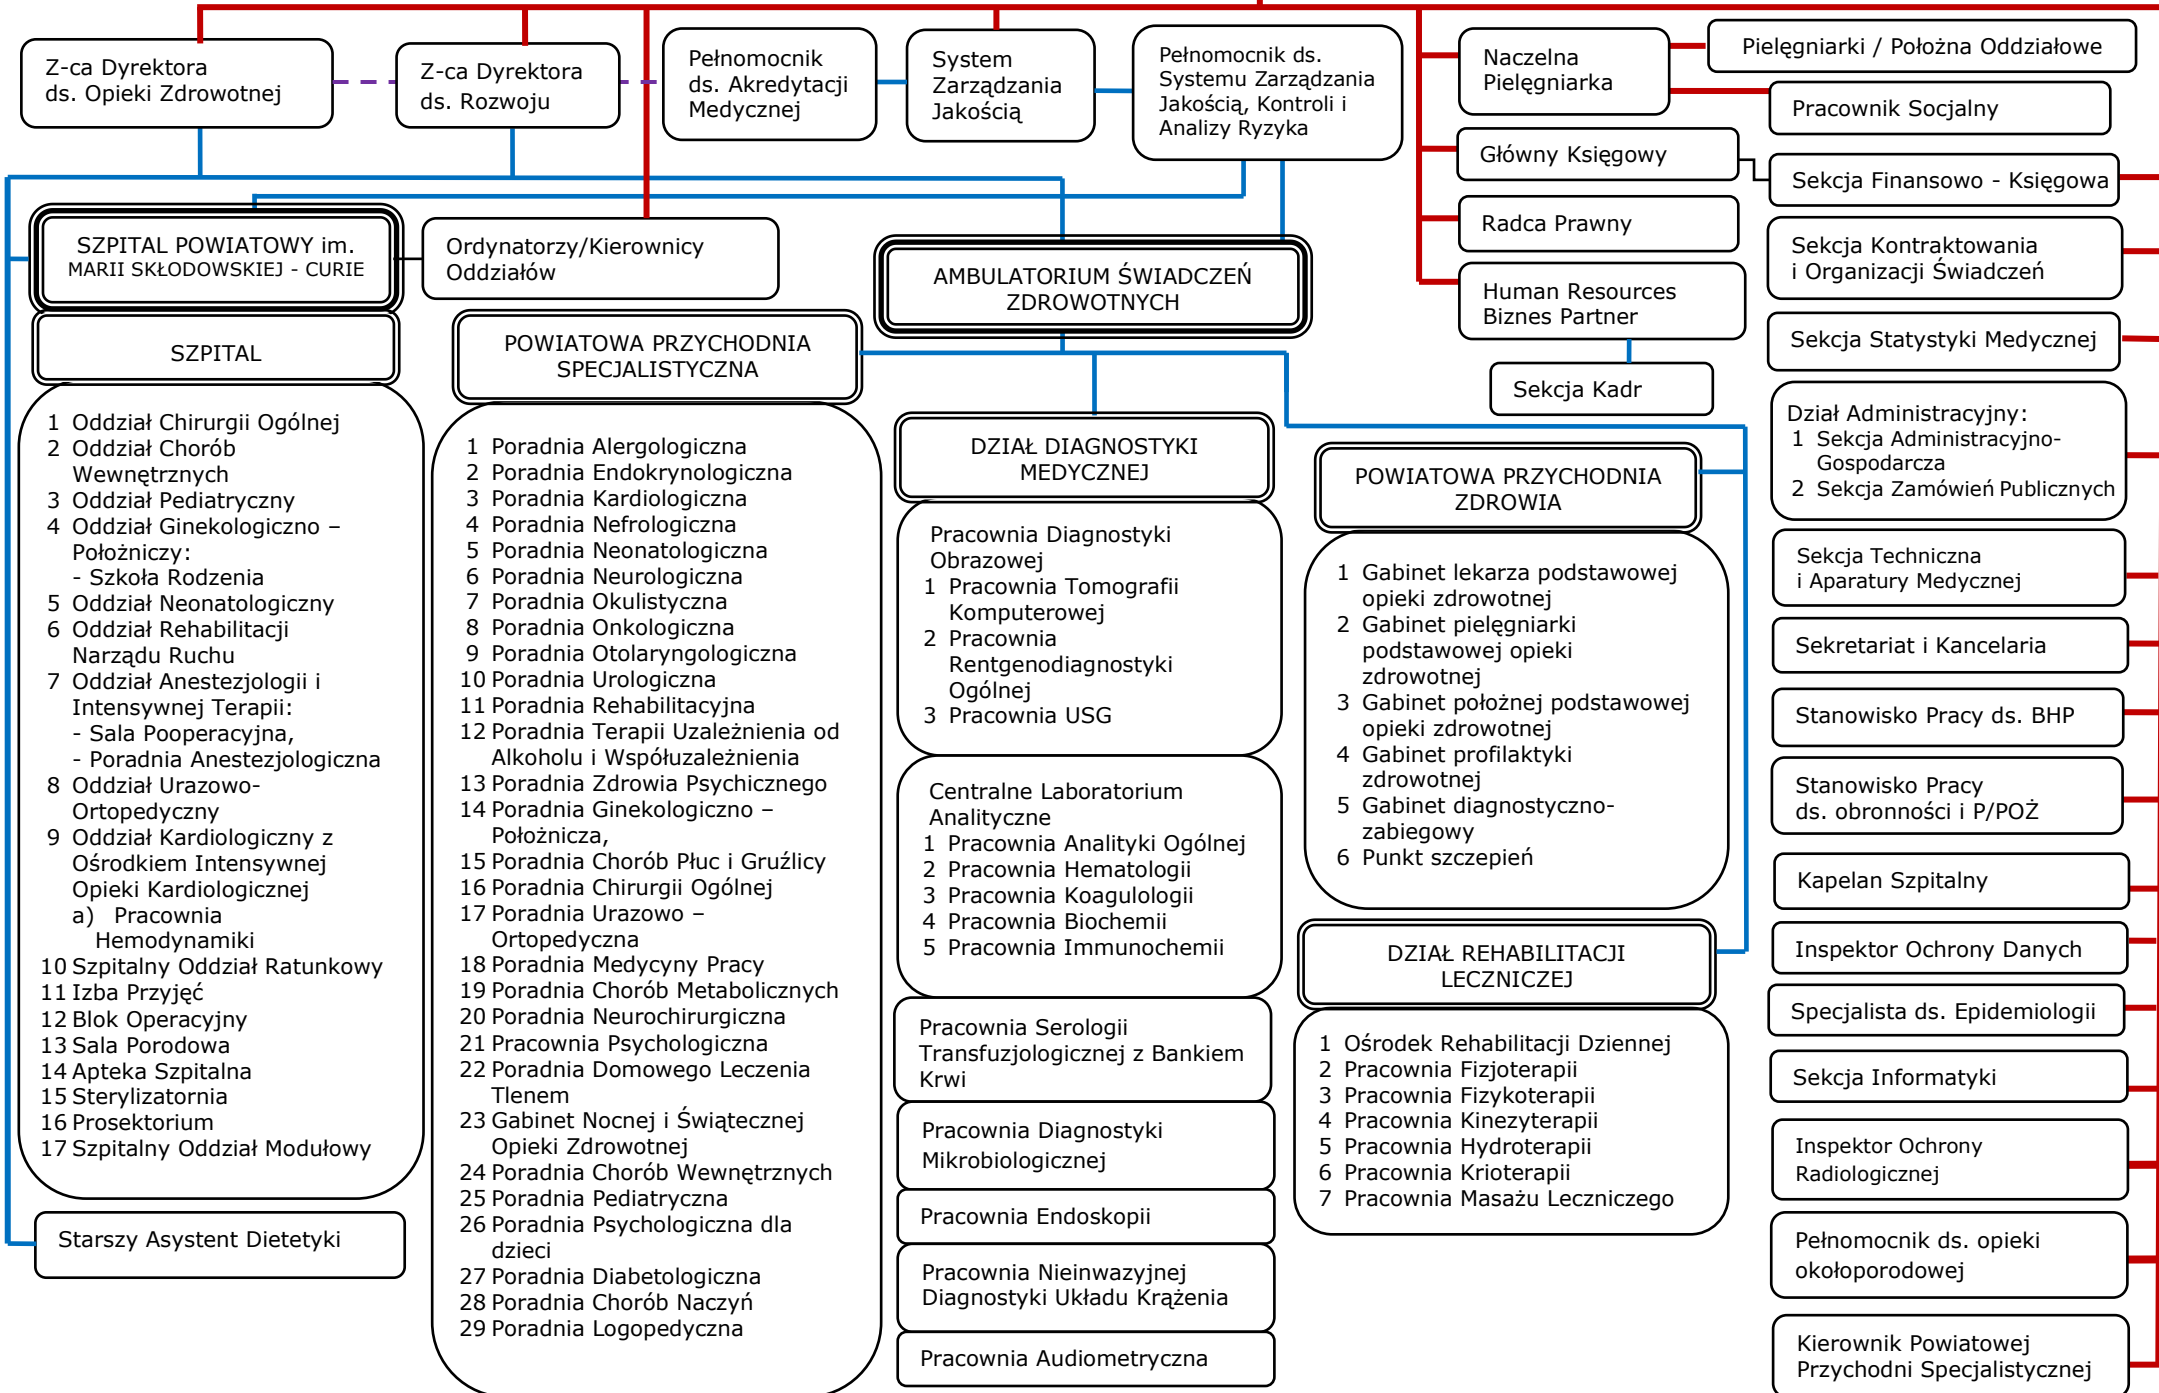 Z-ca Dyrektora
ds. Opieki Zdrowotnej
Z-ca Dyrektora
ds. Rozwoju
Pełnomocnik
ds. Akredytacji
Medycznej
System
Zarządzania
Jakością
Pełnomocnik ds.
Systemu Zarządzania
Jakością, Kontroli i
Analizy Ryzyka
Naczelna
Pielęgniarka
Pielęgniarki / Położna Oddziałowe
Pracownik Socjalny
Główny Księgowy
Sekcja Finansowo - Księgowa
Radca Prawny
Human Resources
Biznes Partner
Sekcja Kadr
SZPITAL POWIATOWY im.
MARII SKŁODOWSKIEJ - CURIE
Ordynatorzy/Kierownicy
Oddziałów
AMBULATORIUM ŚWIADCZEŃ
ZDROWOTNYCH
SZPITAL
1 Oddział Chirurgii Ogólnej
2 Oddział Chorób
Wewnętrznych
3 Oddział Pediatryczny
4 Oddział Ginekologiczno –
Położniczy:
- Szkoła Rodzenia
5 Oddział Neonatologiczny
6 Oddział Rehabilitacji
Narządu Ruchu
7 Oddział Anestezjologii i
Intensywnej Terapii:
- Sala Pooperacyjna,
- Poradnia Anestezjologiczna
8 Oddział Urazowo-
Ortopedyczny
9 Oddział Kardiologiczny z
Ośrodkiem Intensywnej
Opieki Kardiologicznej
a) Pracownia
Hemodynamiki
10 Szpitalny Oddział Ratunkowy
11 Izba Przyjęć
12 Blok Operacyjny
13 Sala Porodowa
14 Apteka Szpitalna
15 Sterylizatornia
16 Prosektorium
17 Szpitalny Oddział Modułowy
Starszy Asystent Dietetyki
POWIATOWA PRZYCHODNIA
SPECJALISTYCZNA
1 Poradnia Alergologiczna
2 Poradnia Endokrynologiczna
3 Poradnia Kardiologiczna
4 Poradnia Nefrologiczna
5 Poradnia Neonatologiczna
6 Poradnia Neurologiczna
7 Poradnia Okulistyczna
8 Poradnia Onkologiczna
9 Poradnia Otolaryngologiczna
10 Poradnia Urologiczna
11 Poradnia Rehabilitacyjna
12 Poradnia Terapii Uzależnienia od
Alkoholu i Współuzależnienia
13 Poradnia Zdrowia Psychicznego
14 Poradnia Ginekologiczno –
Położnicza,
15 Poradnia Chorób Płuc i Gruźlicy
16 Poradnia Chirurgii Ogólnej
17 Poradnia Urazowo –
Ortopedyczna
18 Poradnia Medycyny Pracy
19 Poradnia Chorób Metabolicznych
20 Poradnia Neurochirurgiczna
21 Pracownia Psychologiczna
22 Poradnia Domowego Leczenia
Tlenem
23 Gabinet Nocnej i Świątecznej
Opieki Zdrowotnej
24 Poradnia Chorób Wewnętrznych
25 Poradnia Pediatryczna
26 Poradnia Psychologiczna dla
dzieci
27 Poradnia Diabetologiczna
28 Poradnia Chorób Naczyń
29 Poradnia Logopedyczna
DZIAŁ DIAGNOSTYKI
MEDYCZNEJ
Pracownia Diagnostyki
Obrazowej
1 Pracownia Tomografii
Komputerowej
2 Pracownia
Rentgenodiagnostyki
Ogólnej
3 Pracownia USG
Centralne Laboratorium
Analityczne
1 Pracownia Analityki Ogólnej
2 Pracownia Hematologii
3 Pracownia Koagulologii
4 Pracownia Biochemii
5 Pracownia Immunochemii
Pracownia Serologii
Transfuzjologicznej z Bankiem
Krwi
Pracownia Diagnostyki
Mikrobiologicznej
Pracownia Endoskopii
Pracownia Nieinwazyjnej
Diagnostyki Układu Krążenia
Pracownia Audiometryczna
POWIATOWA PRZYCHODNIA
ZDROWIA
1 Gabinet lekarza podstawowej
opieki zdrowotnej
2 Gabinet pielęgniarki
podstawowej opieki
zdrowotnej
3 Gabinet położnej podstawowej
opieki zdrowotnej
4 Gabinet profilaktyki
zdrowotnej
5 Gabinet diagnostyczno-
zabiegowy
6 Punkt szczepień
DZIAŁ REHABILITACJI
LECZNICZEJ
1 Ośrodek Rehabilitacji Dziennej
2 Pracownia Fizjoterapii
3 Pracownia Fizykoterapii
4 Pracownia Kinezyterapii
5 Pracownia Hydroterapii
6 Pracownia Krioterapii
7 Pracownia Masażu Leczniczego
Sekcja Kontraktowania
i Organizacji Świadczeń
Sekcja Statystyki Medycznej
Dział Administracyjny:
1 Sekcja Administracyjno-
Gospodarcza
2 Sekcja Zamówień Publicznych
Sekcja Techniczna
i Aparatury Medycznej
Sekretariat i Kancelaria
Stanowisko Pracy ds. BHP
Stanowisko Pracy
ds. obronności i P/POŻ
Kapelan Szpitalny
Inspektor Ochrony Danych
Specjalista ds. Epidemiologii
Sekcja Informatyki
Inspektor Ochrony
Radiologicznej
Pełnomocnik ds. opieki
okołoporodowej
Kierownik Powiatowej
Przychodni Specjalistycznej